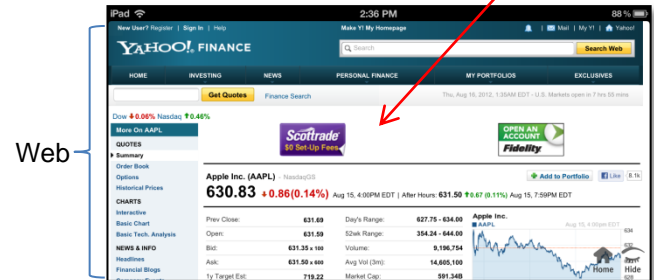 iPad 2:36 PM 88%
New User? Register | Sign In | Help Make Y! My Homepage Mail | My Y! | Yahoo!
YAHOO! FINANCE Search Search Web
HOME INVESTING NEWS PERSONAL FINANCE MY PORTFOLIOS EXCLUSIVES
Get Quotes Finance Search Thu, Aug 16, 2012, 1:35AM EDT - U.S. Markets open in 7 hrs 55 mins
Dow 0.06% Nasdaq 0.46%
More On AAPL
QUOTES
Summary
Order Book
Options
Historical Prices
CHARTS
Interactive
Basic Chart
Basic Tech. Analysis
NEWS & INFO
Headlines
Financial Blogs
Web
Scottrade
$0 Set-Up Fees
OPEN AN
ACCOUNT
Fidelity
Apple Inc. (AAPL) - NasdaqGS Add to Portfolio Like 8.1k
630.83 0.86(0.14%) Aug 15, 4:00PM EDT | After Hours: 631.50 0.67 (0.11%) Aug 15, 7:59PM EDT
Prev Close: 631.69 Day's Range: 627.75 - 634.00
Open: 631.59 52wk Range: 354.24 - 644.00
Bid: 631.35 x 100 Volume: 9,196,754
Ask: 631.50 x 600 Avg Vol (3m): 14,605,100
1y Target Est: 719.22 Market Cap: 591.34B
Apple Inc.
AAPL Aug 15, 4:00pm EDT
634
632
Home Hide